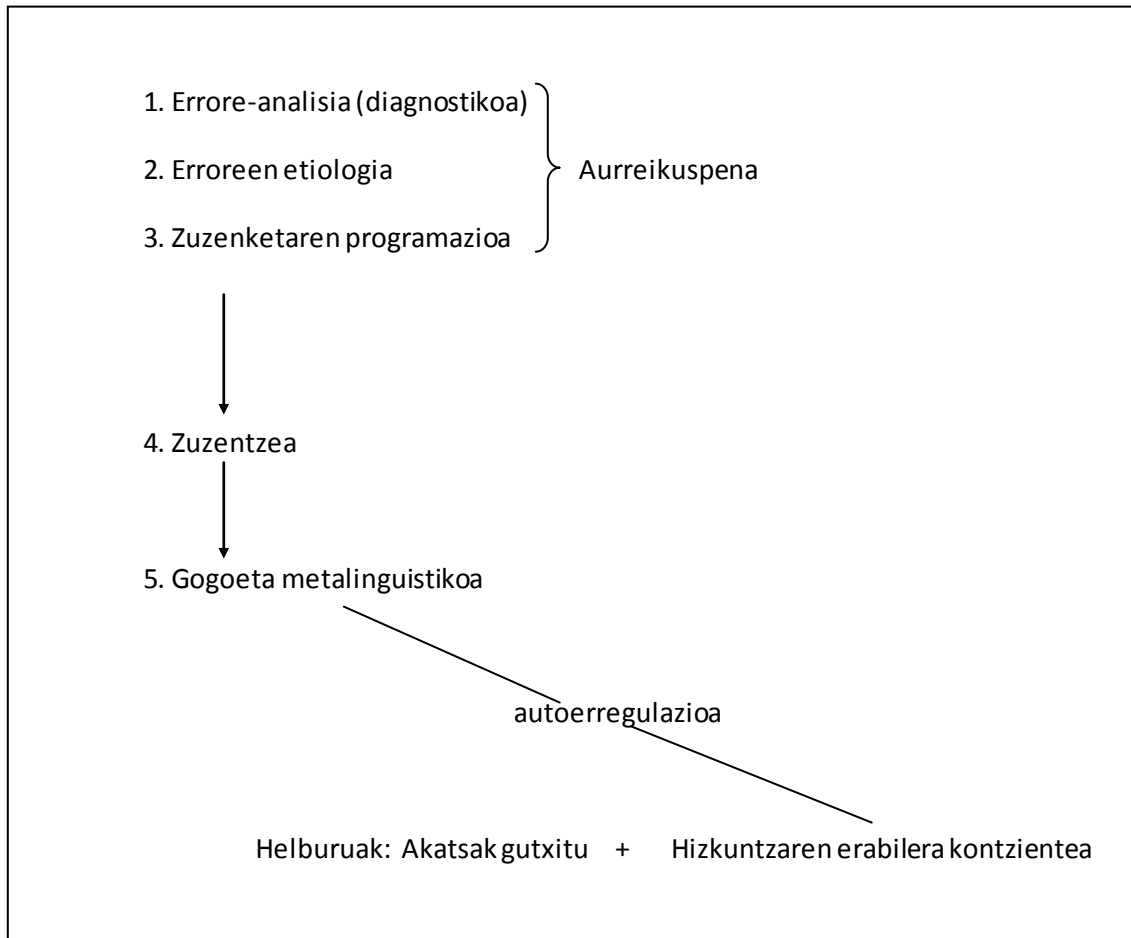 1. Errore-analisia (diagnostikoa)
2. Erroreen etiologia
Aurreikuspena
3. Zuzenketaren programazioa
4. Zuzentzea
5. Gogoeta metalinguistikoa
autoerregulazioa
Helburuak: Akatsak gutxitu + Hizkuntzaren erabilera kontzientea